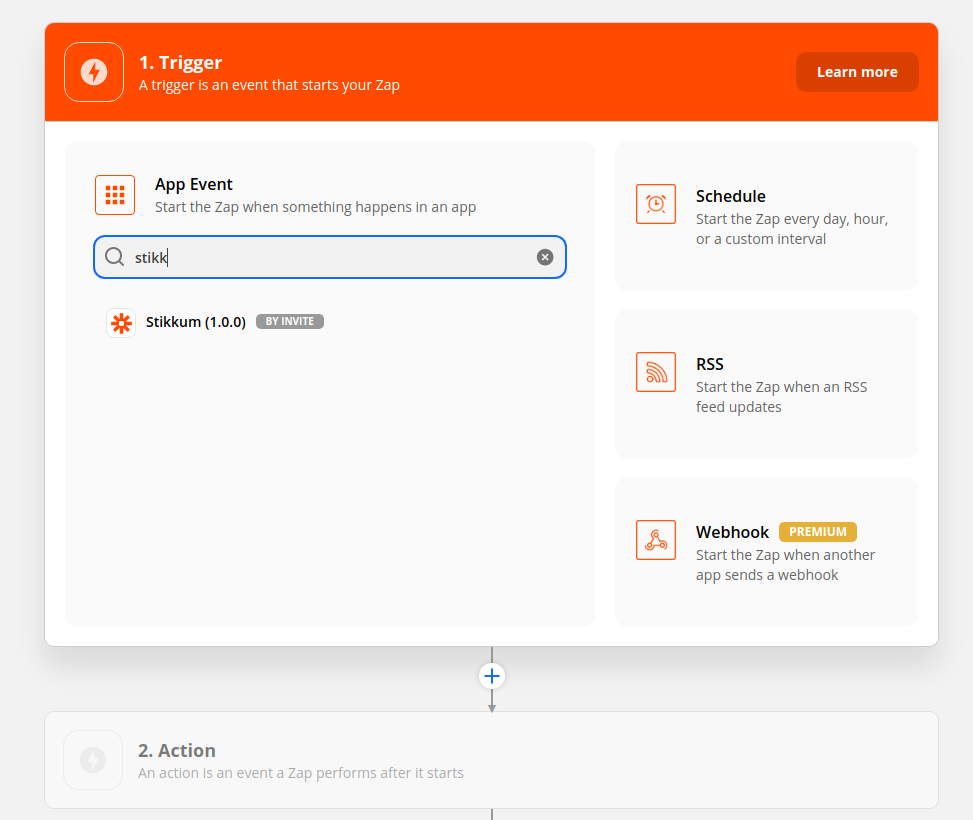 1. Trigger
A trigger is an event that starts your Zap
Learn more
App Event
Start the Zap when something happens in an app
stikk
Stikkum (1.0.0) BY INVITE
Schedule
Start the Zap every day, hour,
or a custom interval
RSS
Start the Zap when an RSS
feed updates
Webhook PREMIUM
Start the Zap when another
app sends a webhook
2. Action
An action is an event a Zap performs after it starts